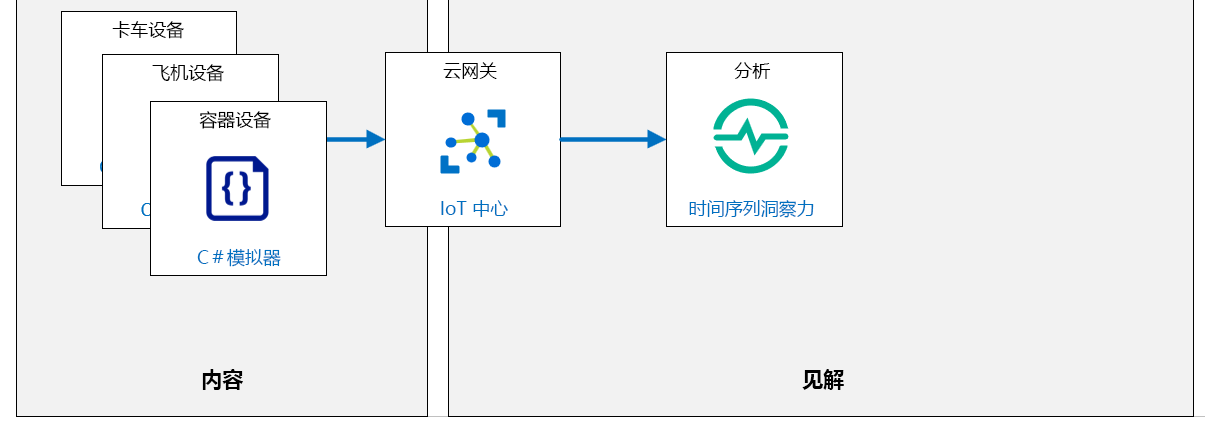 卡车设备
飞机设备
容器设备
C＃模拟器
云网关
IoT 中心
分析
时间序列洞察力
内容
见解